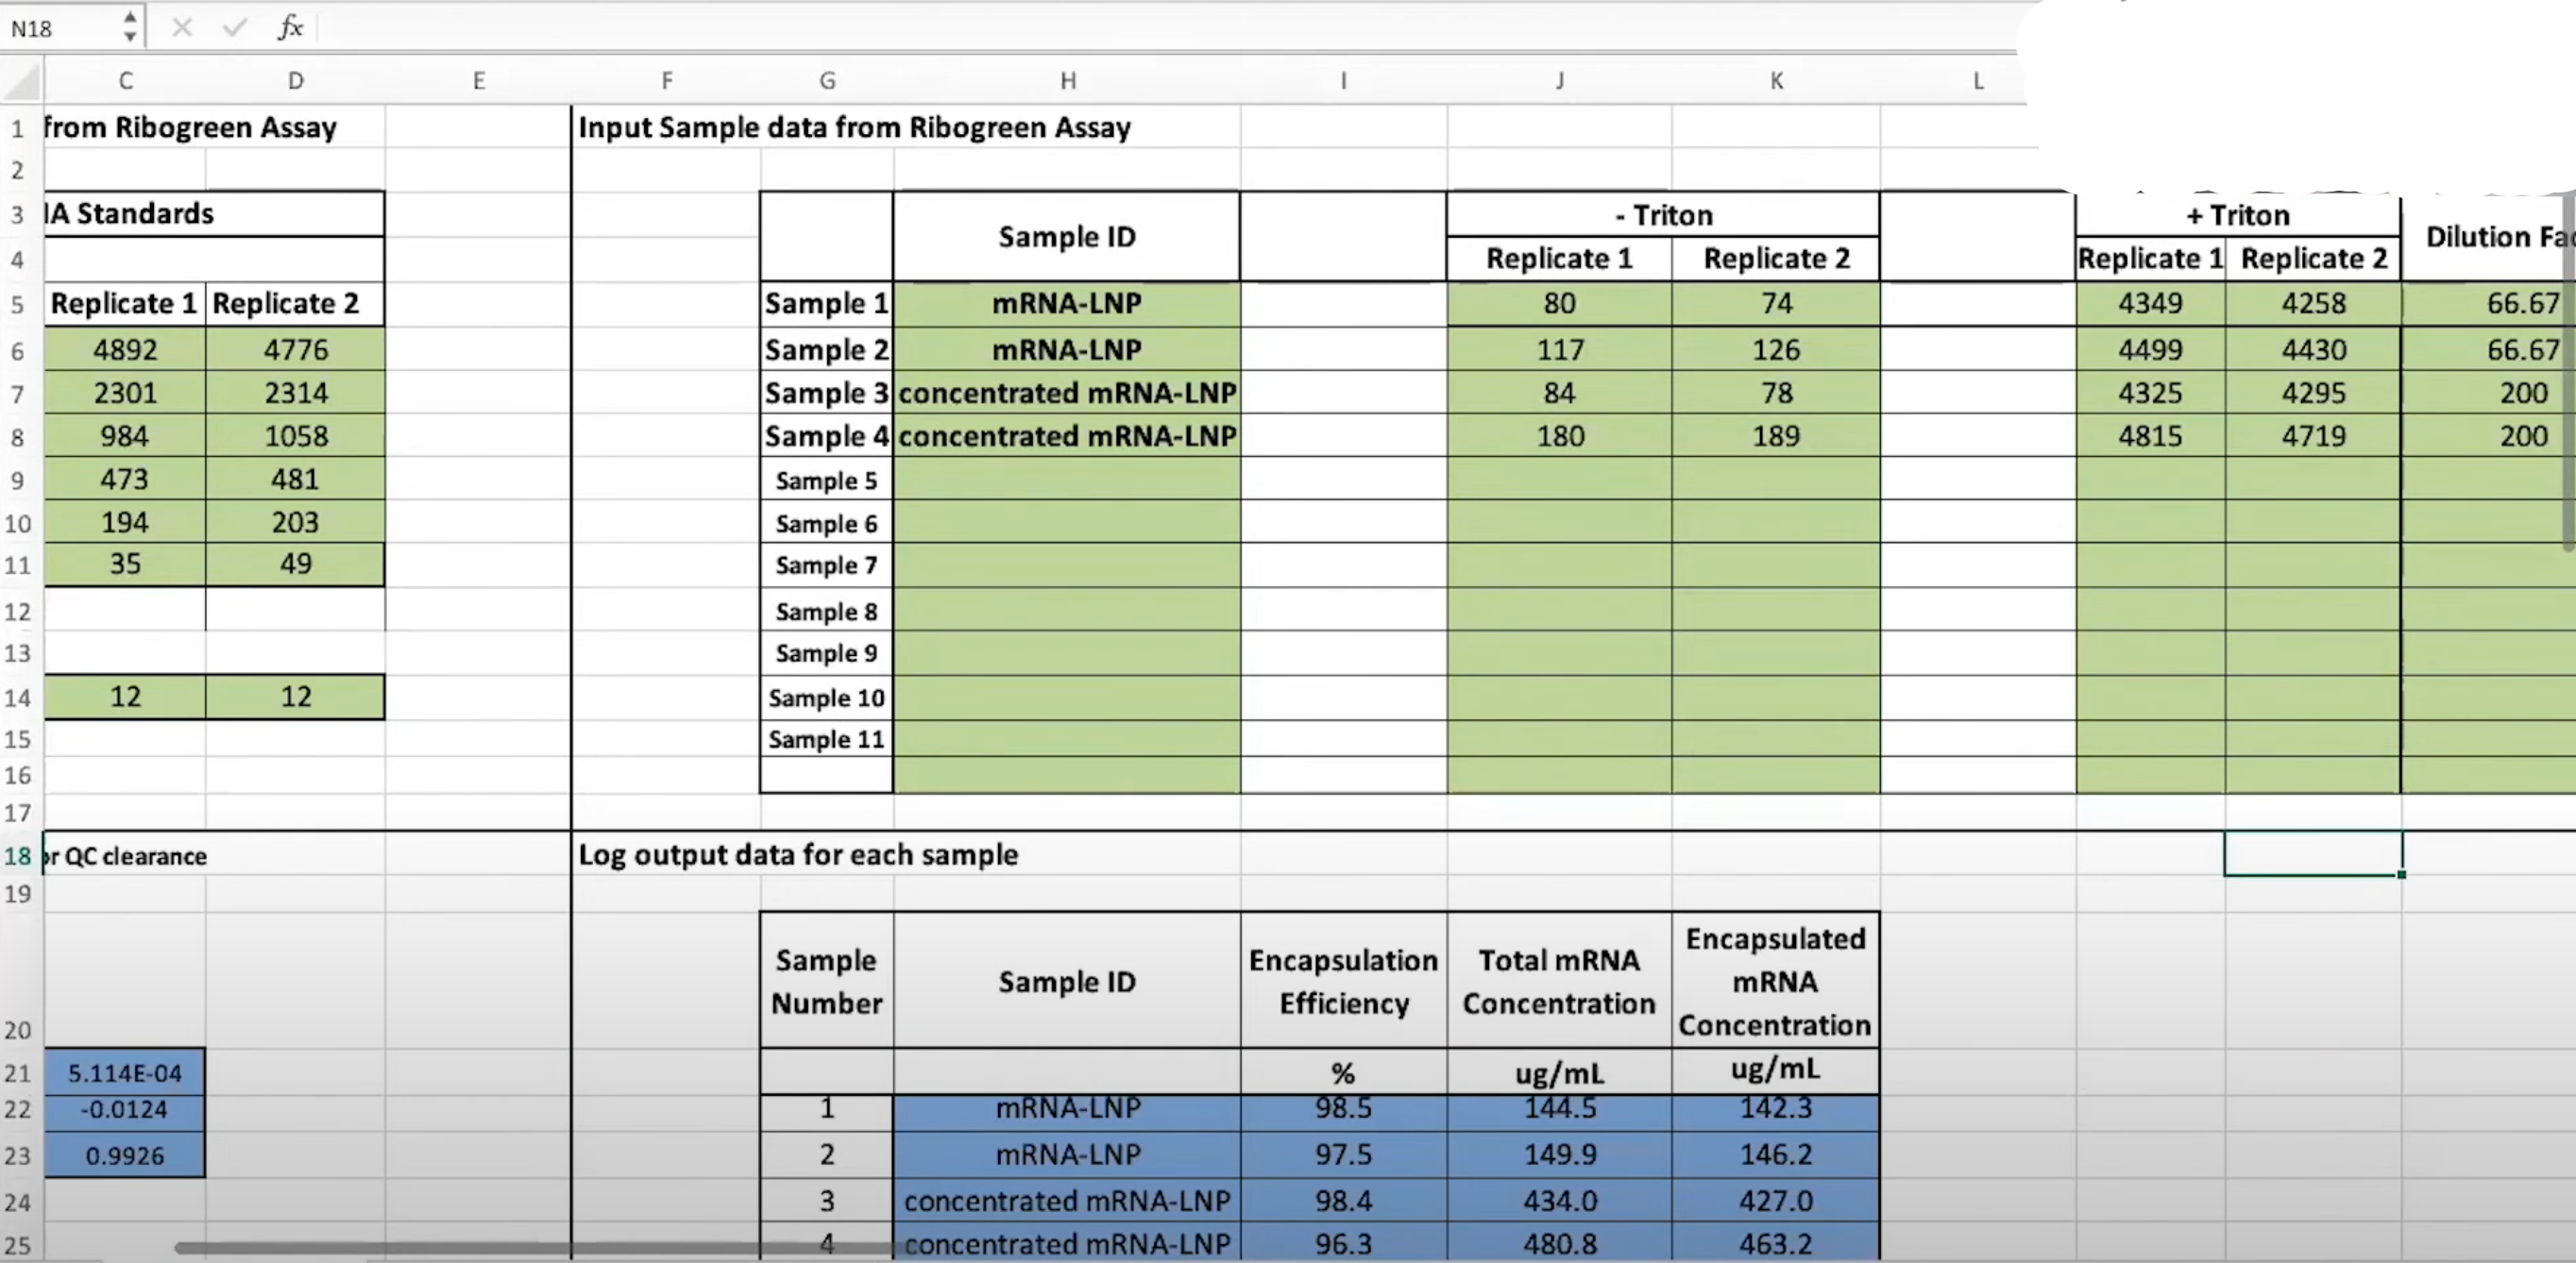 N18 fx
C D E F G H I J K L
1 from Ribogreen Assay Input Sample data from Ribogreen Assay
2
3 Standards Sample ID - Triton + Triton Dilution
4 Replicate 1 Replicate 2 Replicate 1 Replicate 2
5 Replicate 1 Replicate 2 Sample 1 mRNA-LNP 80 74 4349 4258 66.67
6 4892 4776 Sample 2 mRNA-LNP 117 126 4499 4430 66.67
7 2301 2314 Sample 3 concentrated mRNA-LNP 84 78 4325 4295 200
8 984 1058 Sample 4 concentrated mRNA-LNP 180 189 4815 4719 200
9 473 481 Sample 5
10 194 203 Sample 6
11 35 49 Sample 7
12 Sample 8
13 Sample 9
14 12 12 Sample 10
15 Sample 11
16
17
18 QC clearance Log output data for each sample
19
20 Sample Number Sample ID Encapsulation Efficiency Total mRNA Concentration Encapsulated mRNA Concentration
21 5.114E-04 % ug/mL ug/mL
22 -0.0124 1 mRNA-LNP 98.5 144.5 142.3
23 0.9926 2 mRNA-LNP 97.5 149.9 146.2
24 3 concentrated mRNA-LNP 98.4 434.0 427.0
25 4 concentrated mRNA-LNP 96.3 480.8 463.2